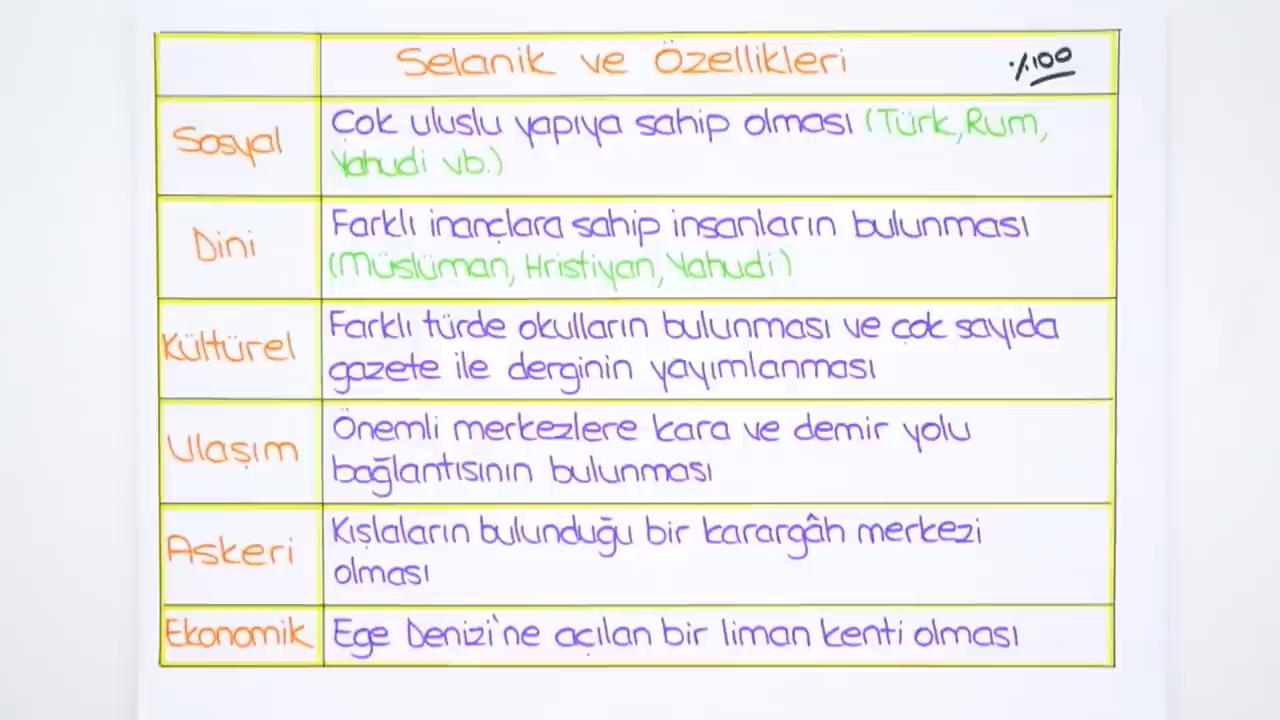 Selanik ve Özellikleri
%100
Sosyal
Çok uluslu yapıya sahip olması (Türk, Rum,
Yahudi vb.)
Dini
Farklı inançlara sahip insanların bulunması
(Müslüman, Hristiyan, Yahudi)
Kültürel
Farklı türde okulların bulunması ve çok sayıda
gazete ile derginin yayımlanması
Ulaşım
Önemli merkezlere kara ve demir yolu
bağlantısının bulunması
Askeri
Kışlaların bulunduğu bir karargâh merkezi
olması
Ekonomik
Ege Denizi'ne açılan bir liman kenti olması